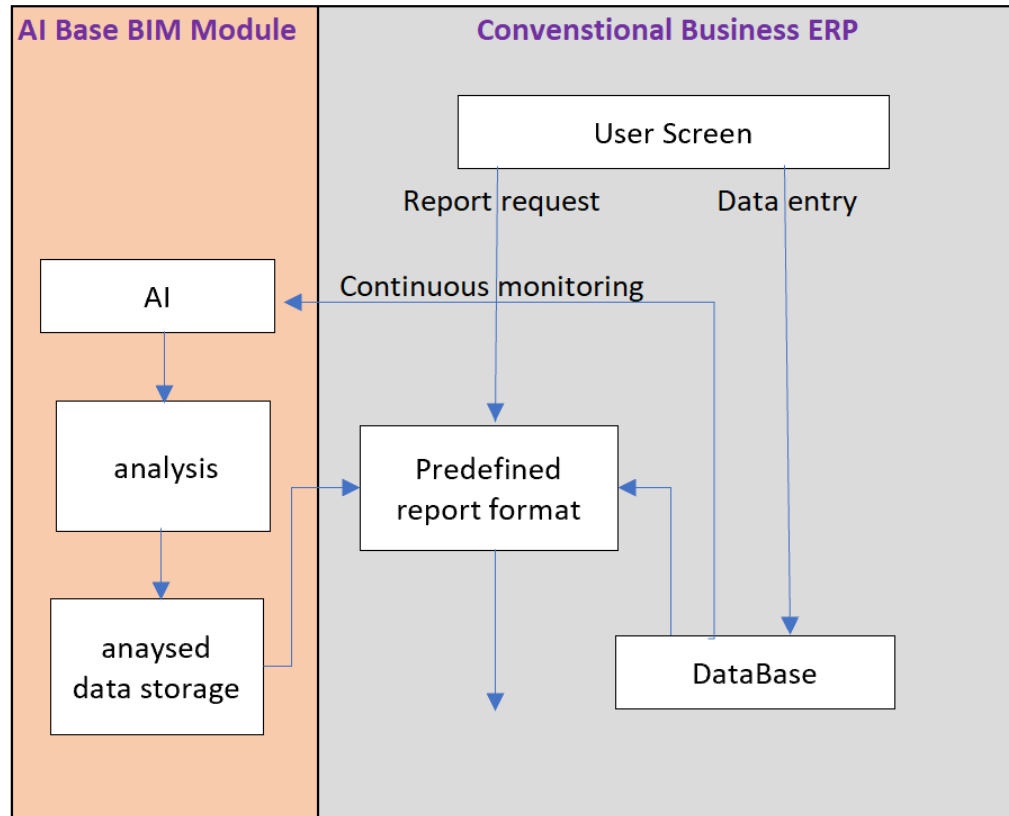 AI Base BIM Module
Convenstional Business ERP
User Screen
Report request
Data entry
Continuous monitoring
AI
analysis
Predefined
report format
anaysed
data storage
DataBase